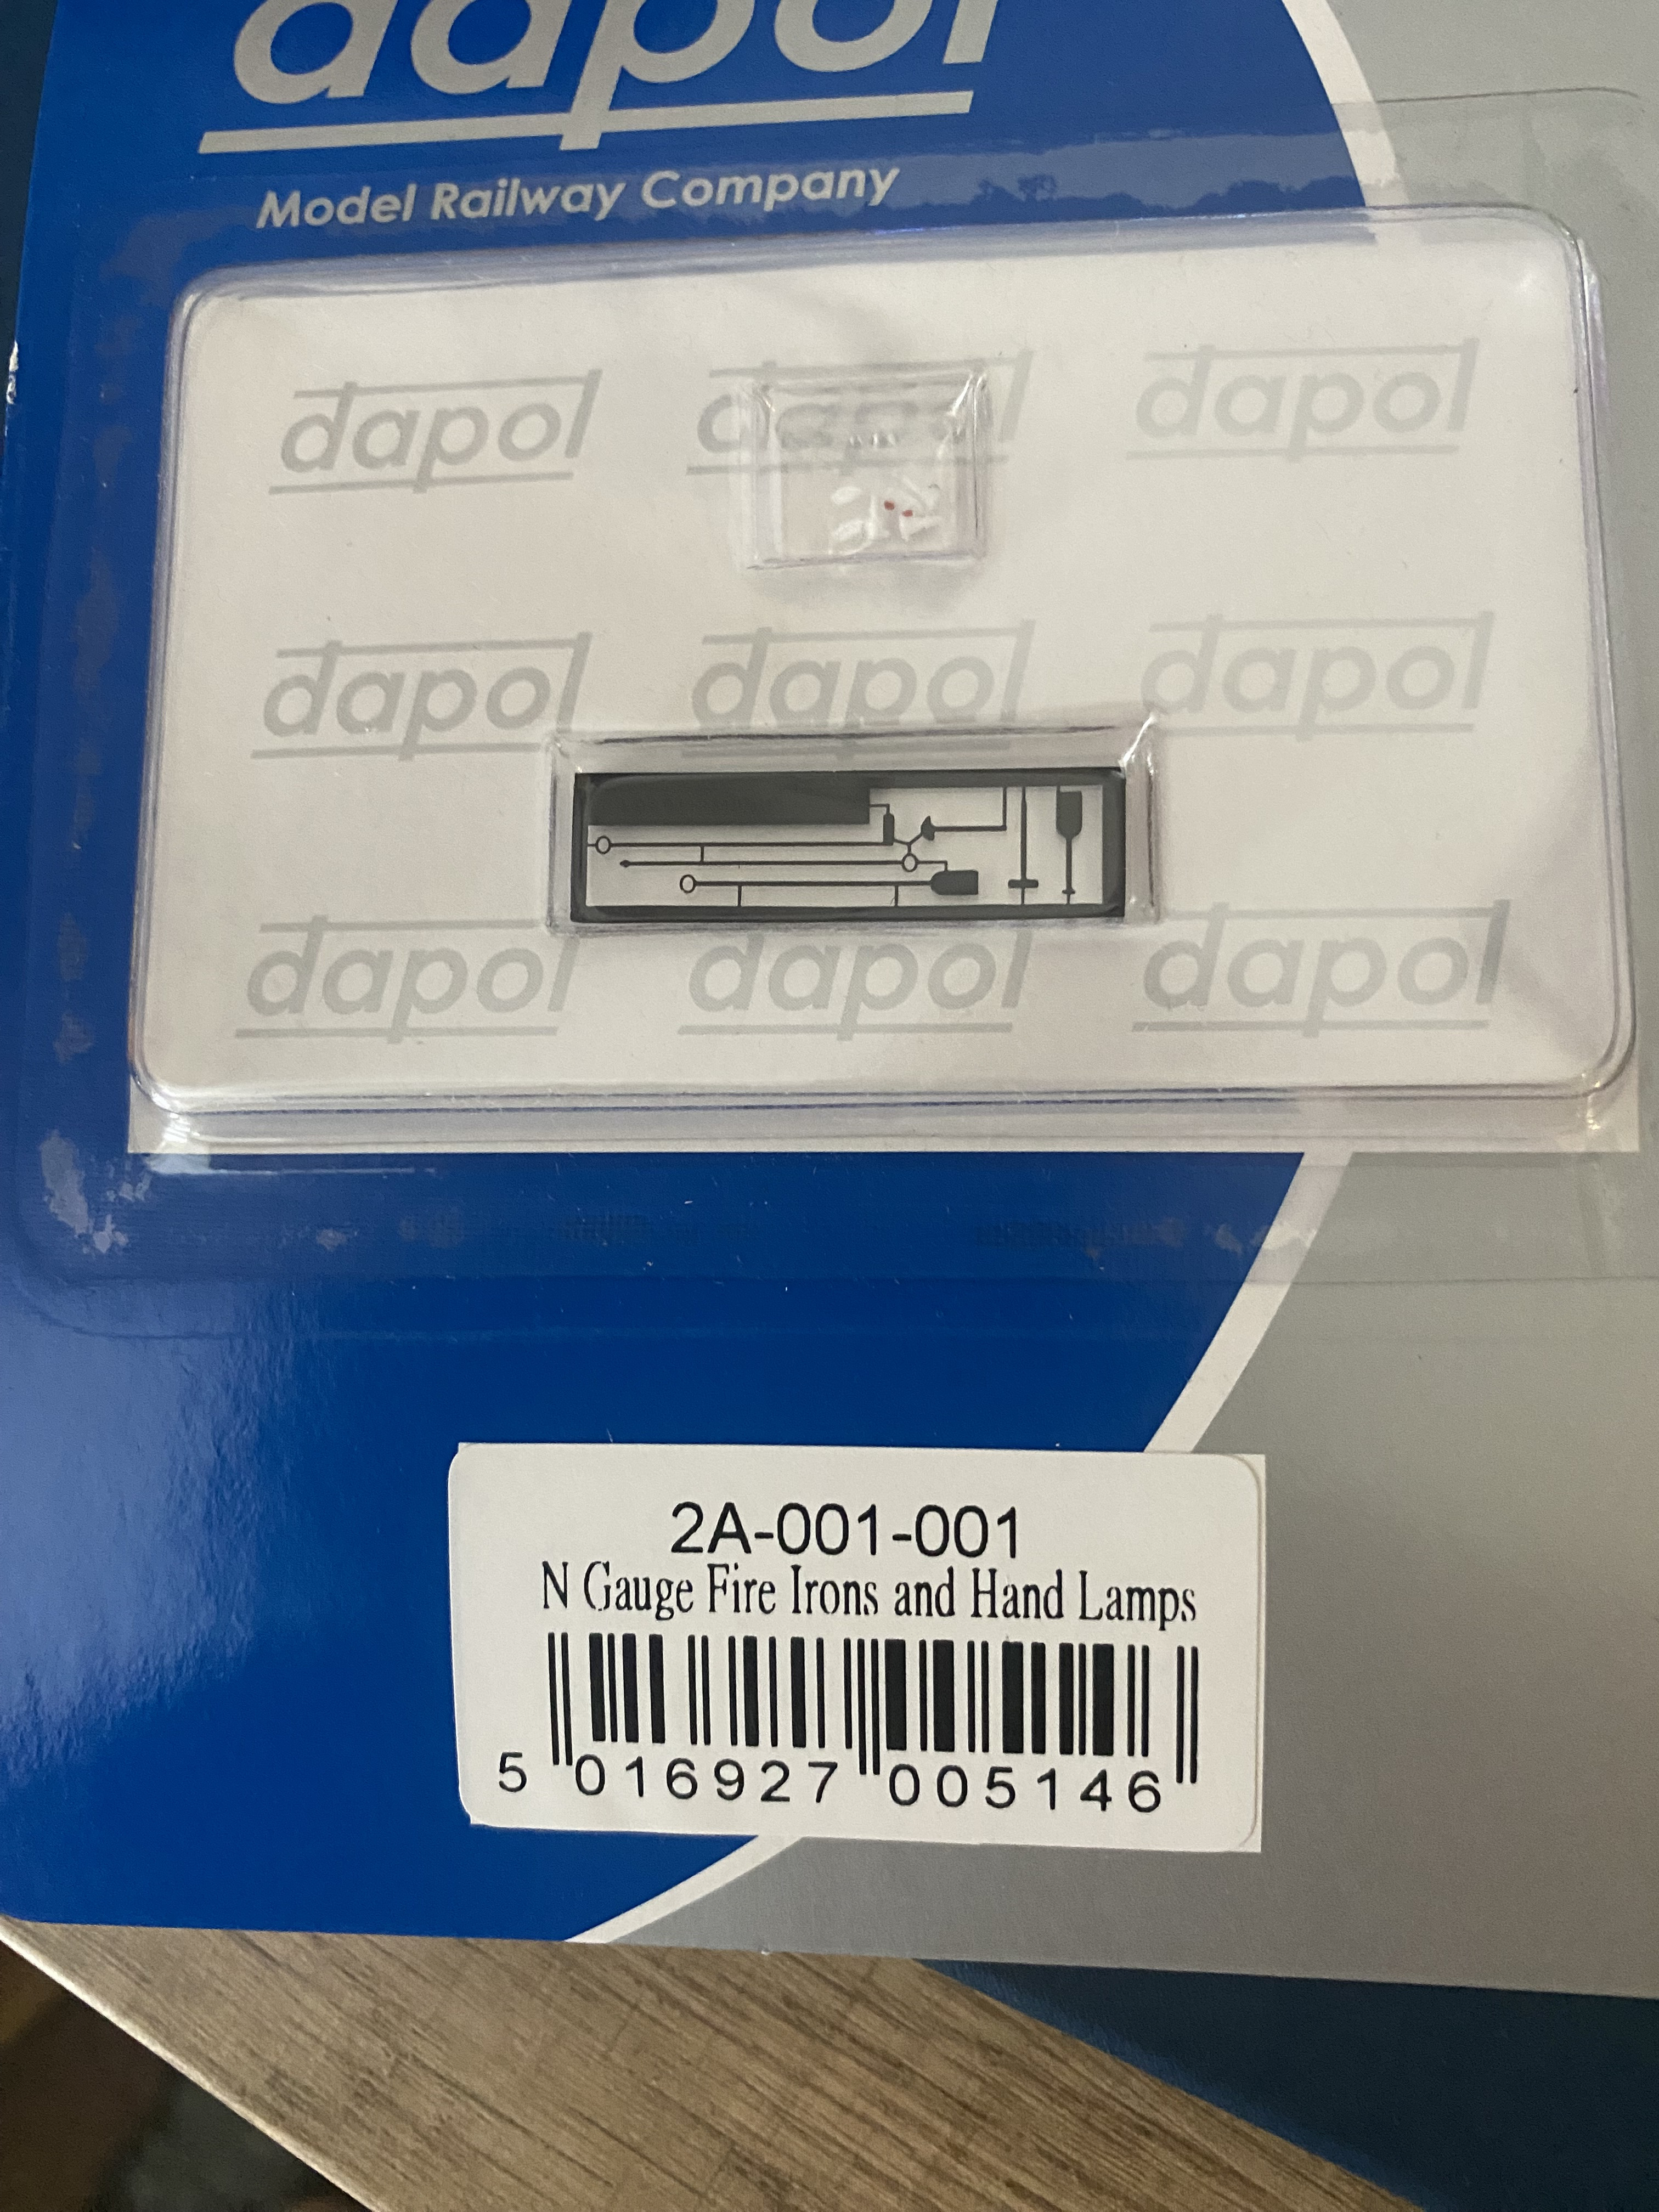 dapol
Model Railway Company
dapol dapol dapol
dapol dapol dapol
dapol dapol dapol
2A-001-001
N Gauge Fire Irons and Hand Lamps
5 016927 005146